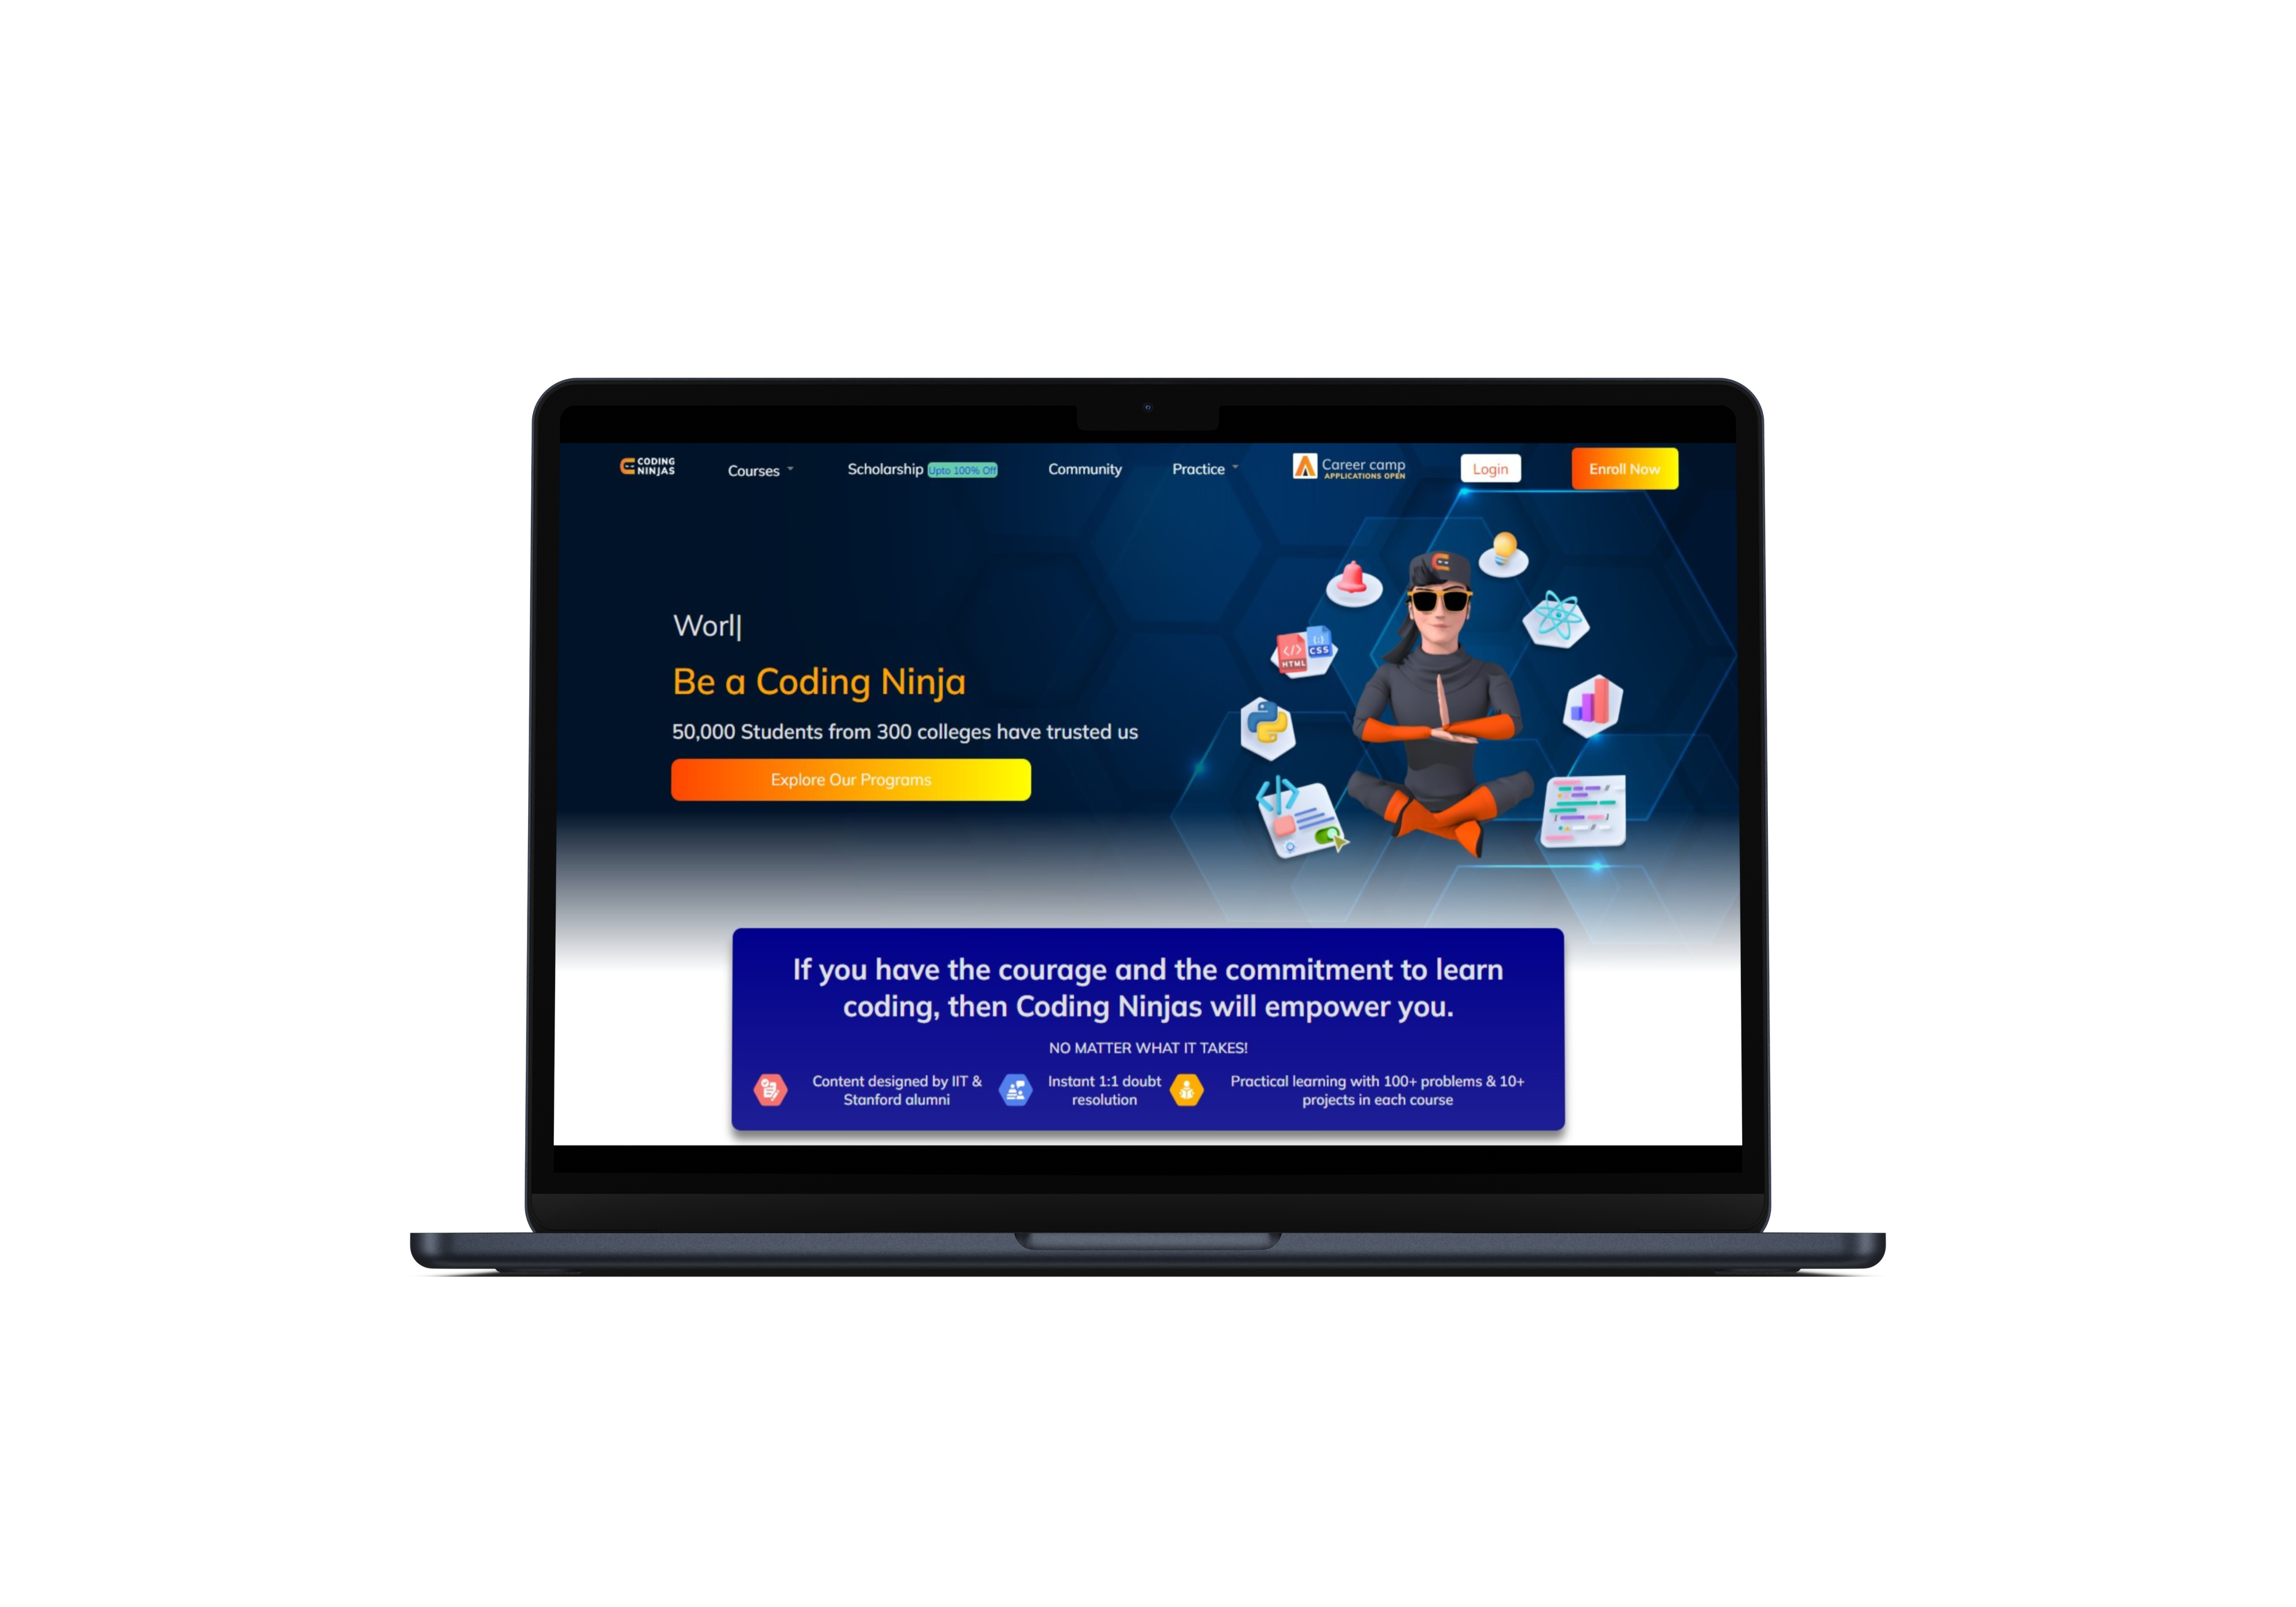 CODING
NINJAS
Courses
Scholarship Upto 100% Off
Community
Practice
Career camp
APPLICATIONS OPEN
Login
Enroll Now
Worl|
Be a Coding Ninja
50,000 Students from 300 colleges have trusted us
Explore Our Programs
</> HTML
{:} CSS
</>
If you have the courage and the commitment to learn
coding, then Coding Ninjas will empower you.
NO MATTER WHAT IT TAKES!
Content designed by IIT &
Stanford alumni
Instant 1:1 doubt
resolution
Practical learning with 100+ problems & 10+
projects in each course